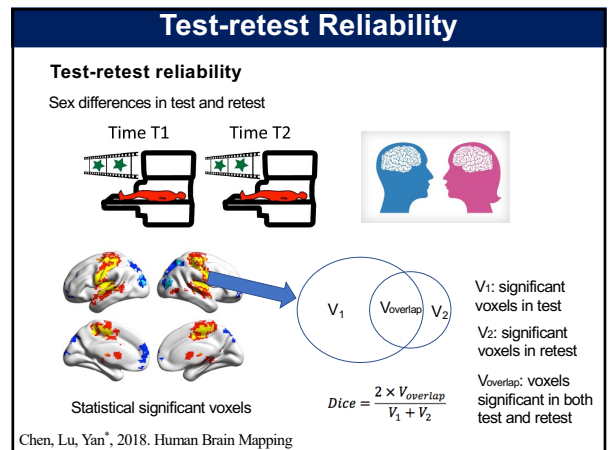 Test-retest Reliability
Test-retest reliability
Sex differences in test and retest
Time T1
Time T2
V₁
Voverlap
V₂
V₁: significant
voxels in test
V₂: significant
voxels in retest
Voverlap: voxels
significant in both
test and retest
Statistical significant voxels
Dice = 2 × Voverlap / V₁ + V₂
Chen, Lu, Yan*, 2018. Human Brain Mapping